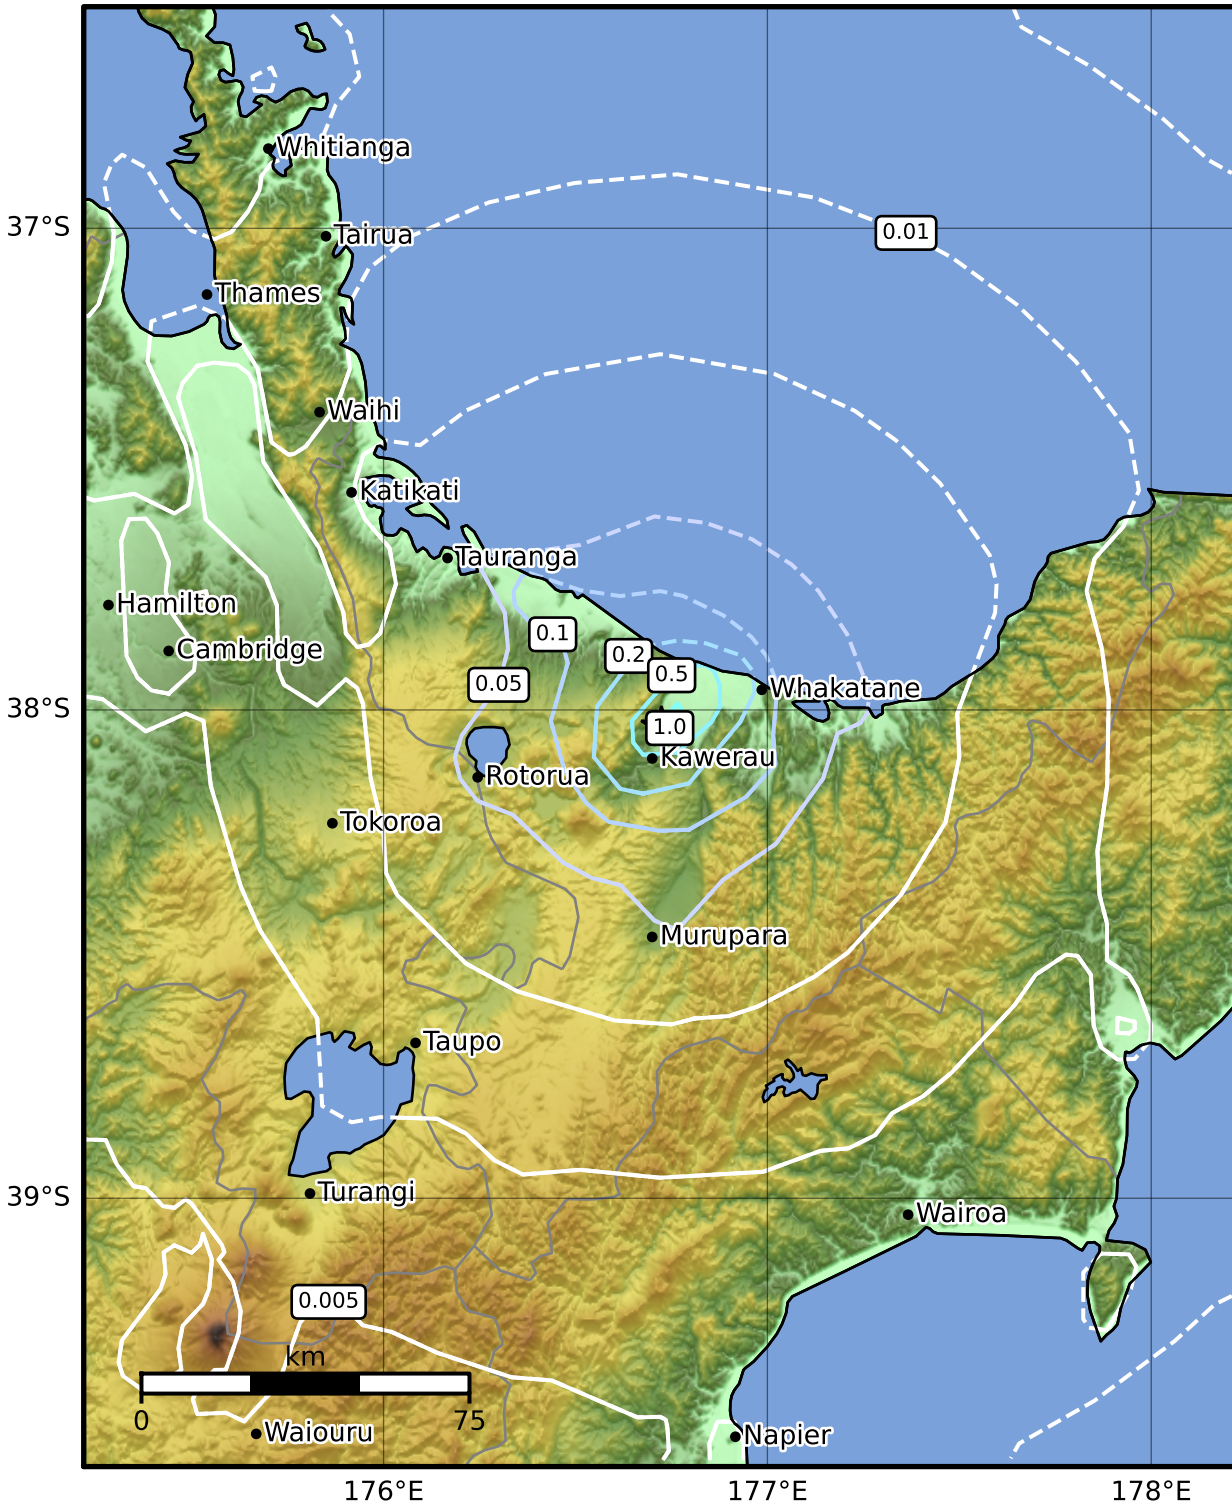 Whitianga
37°S
0.01
Tairua
Thames
Waihi
Katikati
Tauranga
Hamilton
0.1
Cambridge
0.2
0.5
0.05
Whakatane
38°S
1.0
Kawerau
Rotorua
Tokoroa
Murupara
Taupo
Turangi
39°S
Wairoa
0.005
km
0
75
Waiouru
Napier
176°E
177°E
178°E